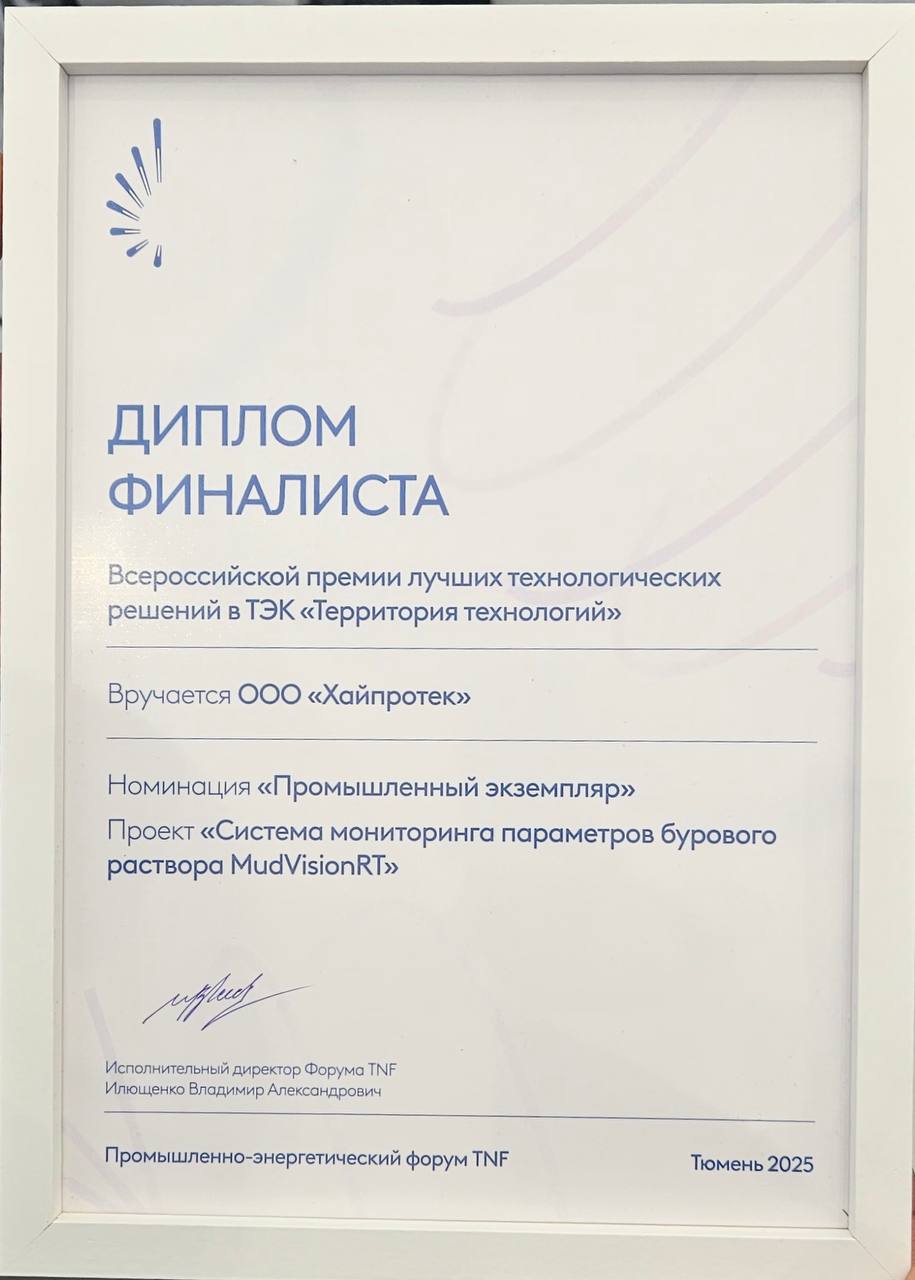 ДИПЛОМ
ФИНАЛИСТА
Всероссийской премии лучших технологических
решений в ТЭК «Территория технологий»
Вручается ООО «Хайпротек»
Номинация «Промышленный экземпляр»
Проект «Система мониторинга параметров бурового
раствора MudVisionRT»
Исполнительный директор Форума TNF
Илющенко Владимир Александрович
Промышленно-энергетический форум TNF
Тюмень 2025